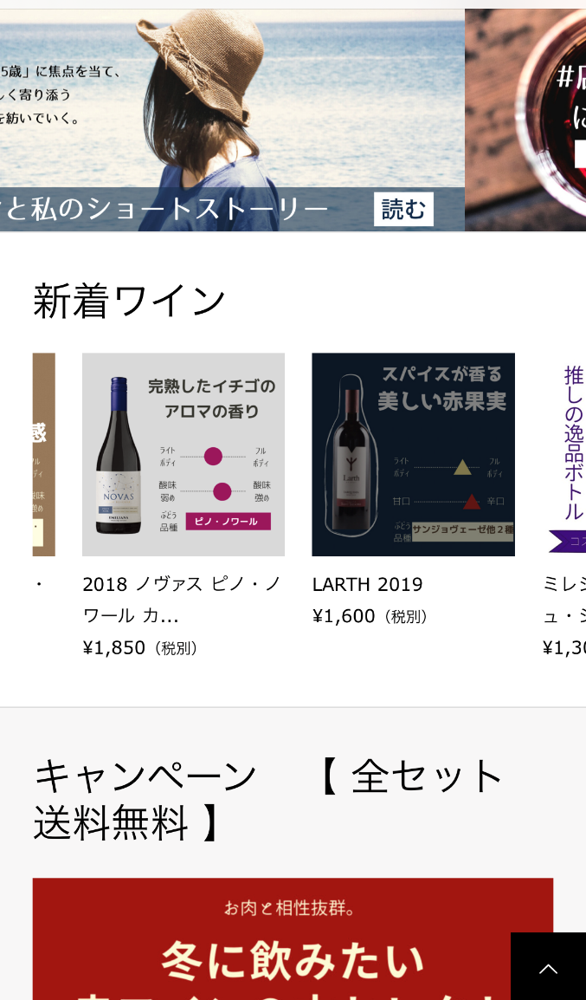 5歳」に焦点を当て、
しく寄り添う
を紡いでいく。
と私のショートストーリー
読む
#
に
新着ワイン
感
完熟したイチゴの
アロマの香り
ライト
ボディ
フル
ボディ
酸味
弱め
酸味
強め
ぶどう
品種
ピノ・ノワール
NOVAS
EMILIANA
スパイスが香る
美しい赤果実
ライト
ボディ
フル
ボディ
甘口
辛口
ぶどう
品種
サンジョヴェーゼ他2種
Larth
推しの逸品ボトル
コス
・
2018 ノヴァス ピノ・ノ
ワール カ...
¥1,850（税別）
LARTH 2019
¥1,600（税別）
ミレジ
ュ・シ
¥1,30
キャンペーン 【 全セット
送料無料 】
お肉と相性抜群。
冬に飲みたい